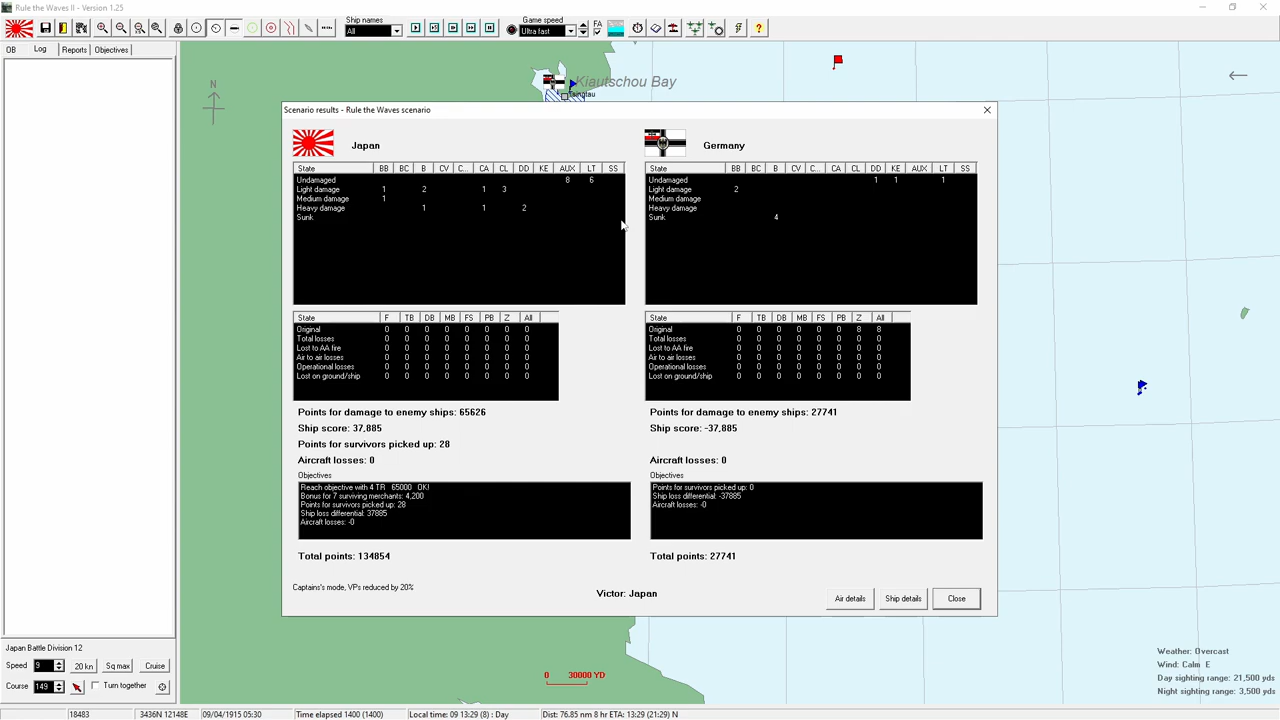 Rule the Waves II - Version 1.25
Ship names
All
Game speed
Ultra fast
FA
OB Log Reports Objectives
N
Kiautschou Bay
Tsingtau
Scenario results - Rule the Waves scenario
Japan
State BB BC B CV C... CA CL DD KE AUX LT SS
Undamaged 8 6
Light damage 1 2 1 3
Medium damage 1
Heavy damage 1 1 2
Sunk
Germany
State BB BC B CV C... CA CL DD KE AUX LT SS
Undamaged 1 1 1
Light damage 2
Medium damage
Heavy damage
Sunk 4
State F TB DB MB FS PB Z All
Original 0 0 0 0 0 0 0 0
Total losses 0 0 0 0 0 0 0 0
Lost to AA fire 0 0 0 0 0 0 0 0
Air to air losses 0 0 0 0 0 0 0 0
Operational losses 0 0 0 0 0 0 0 0
Lost on ground/ship 0 0 0 0 0 0 0 0
State F TB DB MB FS PB Z All
Original 0 0 0 0 0 0 8 8
Total losses 0 0 0 0 0 0 0 0
Lost to AA fire 0 0 0 0 0 0 0 0
Air to air losses 0 0 0 0 0 0 0 0
Operational losses 0 0 0 0 0 0 0 0
Lost on ground/ship 0 0 0 0 0 0 0 0
Points for damage to enemy ships: 65626
Ship score: 37,885
Points for survivors picked up: 28
Aircraft losses: 0
Objectives
Reach objective with 4 TR 65000 OK!
Bonus for 7 surviving merchants: 4,200
Points for survivors picked up: 28
Ship loss differential: 37885
Aircraft losses: -0
Total points: 134854
Points for damage to enemy ships: 27741
Ship score: -37,885
Aircraft losses: 0
Objectives
Points for survivors picked up: 0
Ship loss differential: -37885
Aircraft losses: -0
Total points: 27741
Captains's mode, VPs reduced by 20%
Victor: Japan
Air details
Ship details
Close
Japan Battle Division 12
Speed 9 20 kn Sq max Cruise
Course 149 Turn together
0 30000 YD
Weather: Overcast
Wind: Calm E
Day sighting range: 21,500 yds
Night sighting range: 3,500 yds
18483 3436N 12148E 09/04/1915 05:30 Time elapsed 1400 (1400) Local time: 09 13:29 (8) : Day Dist: 76.85 nm 8 hr ETA: 13:29 (21:29) N